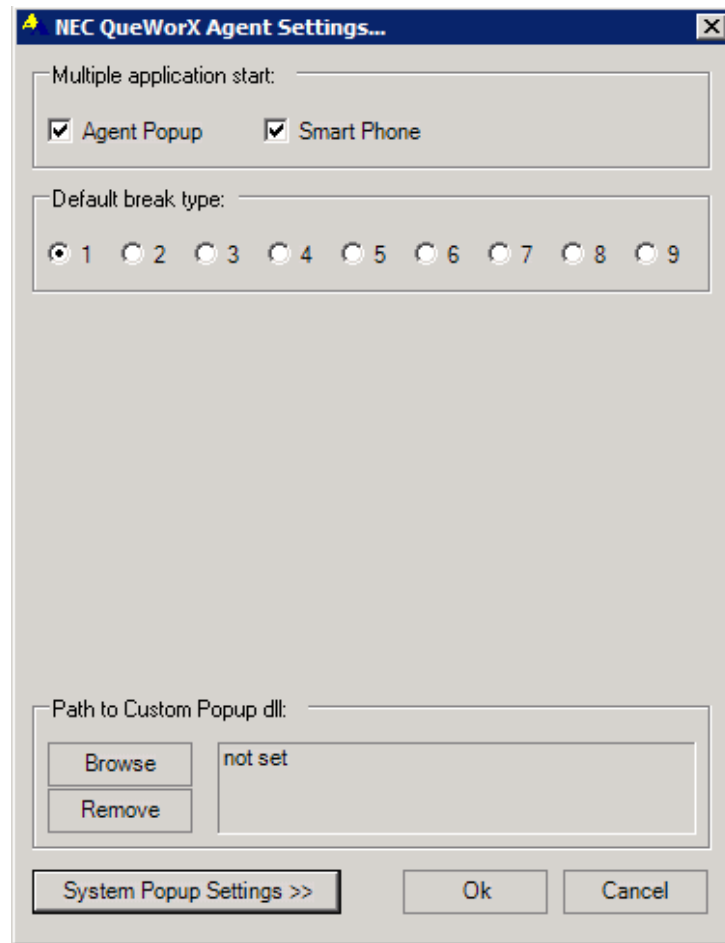 NEC QueWorX Agent Settings...
Multiple application start:
Agent Popup Smart Phone
Default break type:
1 2 3 4 5 6 7 8 9
Path to Custom Popup dll:
Browse not set
Remove
System Popup Settings >> Ok Cancel